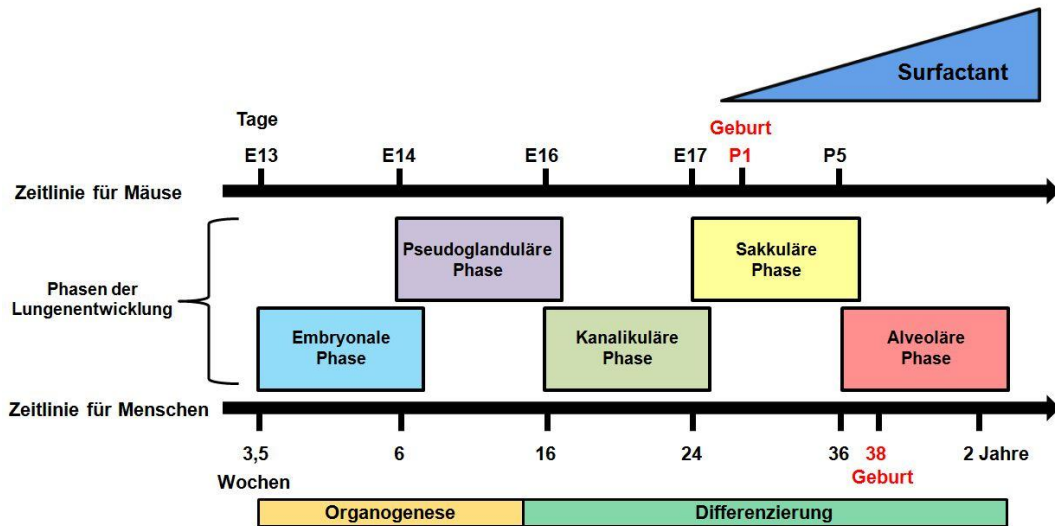 Surfactant
Tage
Geburt
E13 E14 E16 E17 P1 P5
Zeitlinie für Mäuse
Pseudoglanduläre
Phase
Sakkuläre
Phase
Phasen der
Lungenentwicklung
Embryonale
Phase
Kanalikuläre
Phase
Alveoläre
Phase
Zeitlinie für Menschen
3,5 6 16 24 36 38 2 Jahre
Wochen
Geburt
Organogenese
Differenzierung